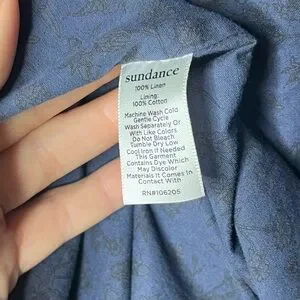 sundance
100% Linen
Lining:
100% Cotton
Machine Wash Cold
Gentle Cycle
Wash Separately Or
With Like Colors
Do Not Bleach
Tumble Dry Low
Cool Iron If Needed
This Garment
Contains Dye Which
May Discolor
Materials It Comes In
Contact With
RN#106205